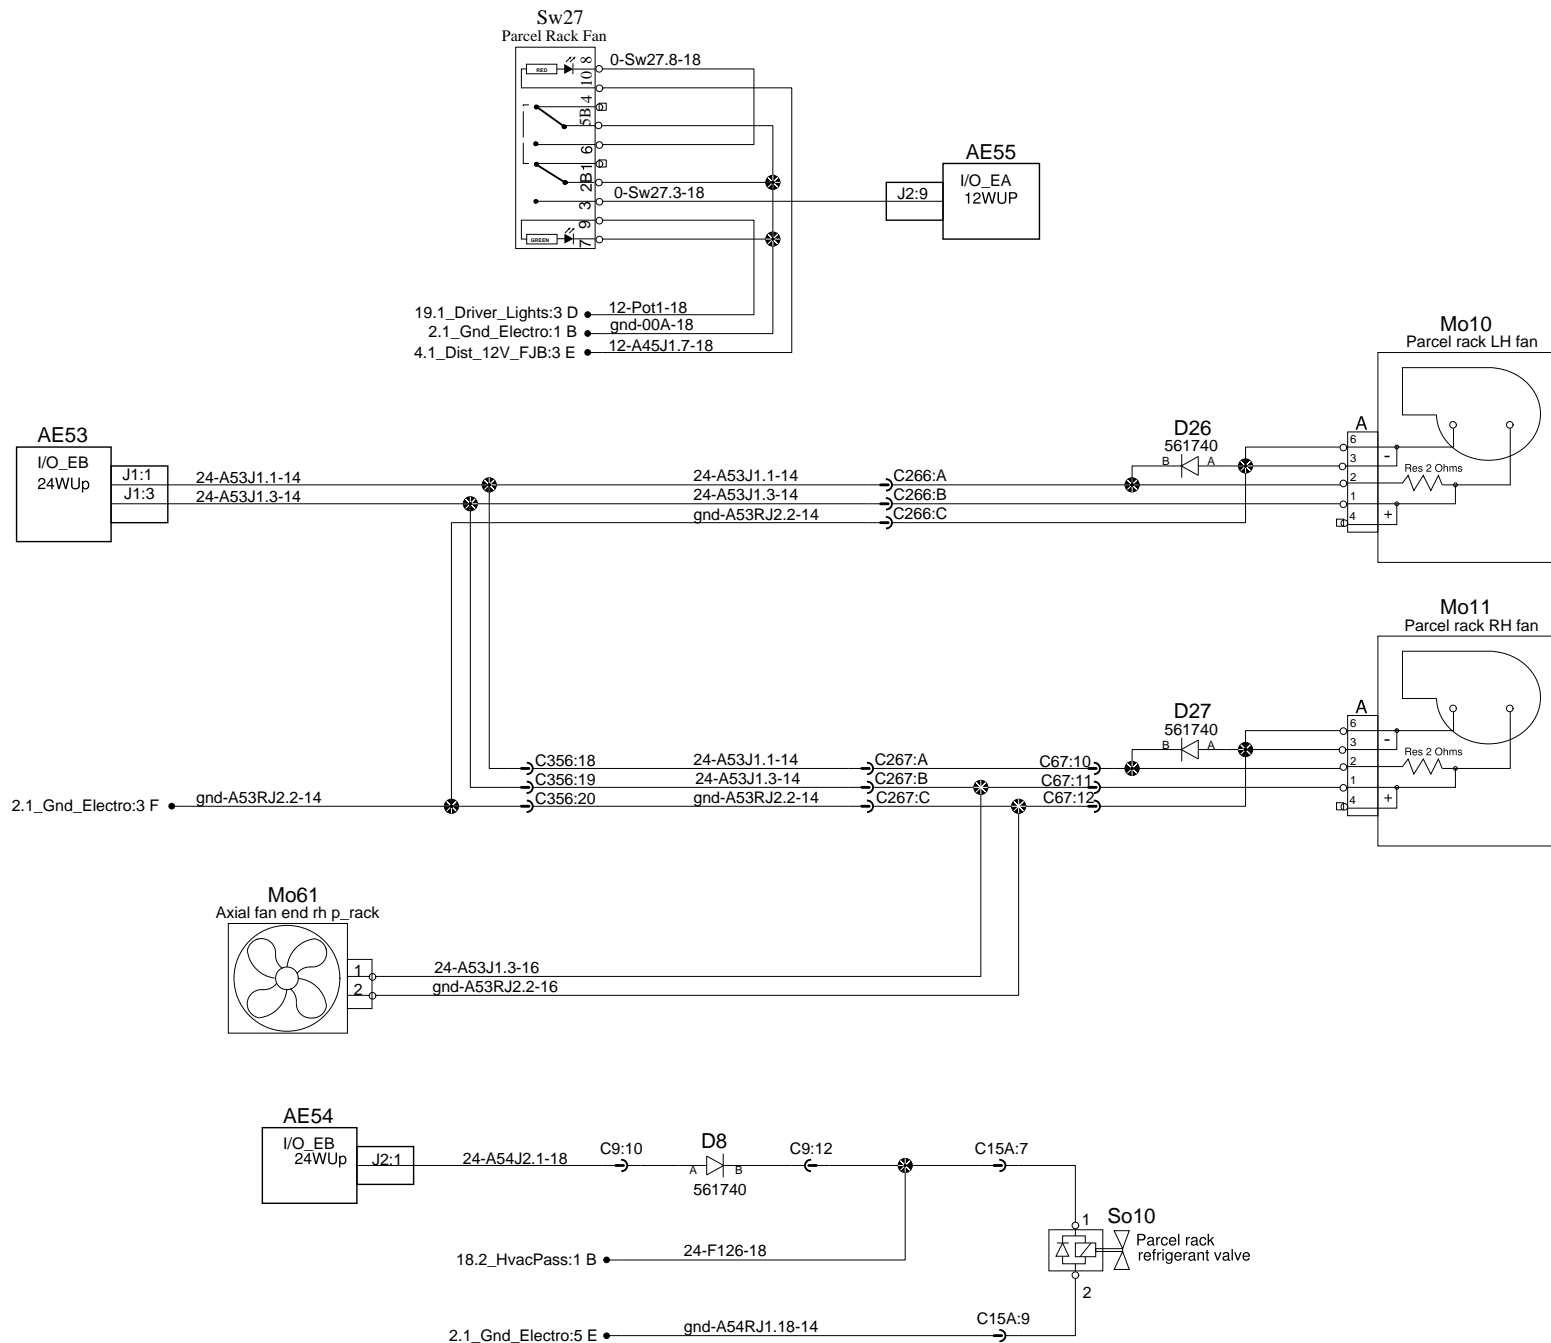 Sw27
Parcel Rack Fan
8
0-Sw27.8-18
RED
10
4
5B
6
1
2B
0-Sw27.3-18
3
9
GREEN
7
AE55
I/O_EA
12WUP
J2:9
19.1_Driver_Lights:3 D
12-Pot1-18
2.1_Gnd_Electro:1 B
gnd-00A-18
4.1_Dist_12V_FJB:3 E
12-A45J1.7-18
Mo10
Parcel rack LH fan
AE53
I/O_EB
24WUp
J1:1
J1:3
24-A53J1.1-14
24-A53J1.3-14
24-A53J1.1-14
24-A53J1.3-14
gnd-A53RJ2.2-14
C266:A
C266:B
C266:C
D26
561740
B
A
A
6
3
2
1
4
-
+
Res 2 Ohms
Mo11
Parcel rack RH fan
D27
561740
B
A
A
6
3
2
1
4
-
+
Res 2 Ohms
C356:18
24-A53J1.1-14
C267:A
C67:10
C356:19
24-A53J1.3-14
C267:B
C67:11
2.1_Gnd_Electro:3 F
gnd-A53RJ2.2-14
C356:20
gnd-A53RJ2.2-14
C267:C
C67:12
Mo61
Axial fan end rh p_rack
1
24-A53J1.3-16
2
gnd-A53RJ2.2-16
AE54
I/O_EB
24WUp
J2:1
24-A54J2.1-18
C9:10
D8
A
B
561740
C9:12
C15A:7
18.2_HvacPass:1 B
24-F126-18
1
So10
Parcel rack
refrigerant valve
2
2.1_Gnd_Electro:5 E
gnd-A54RJ1.18-14
C15A:9